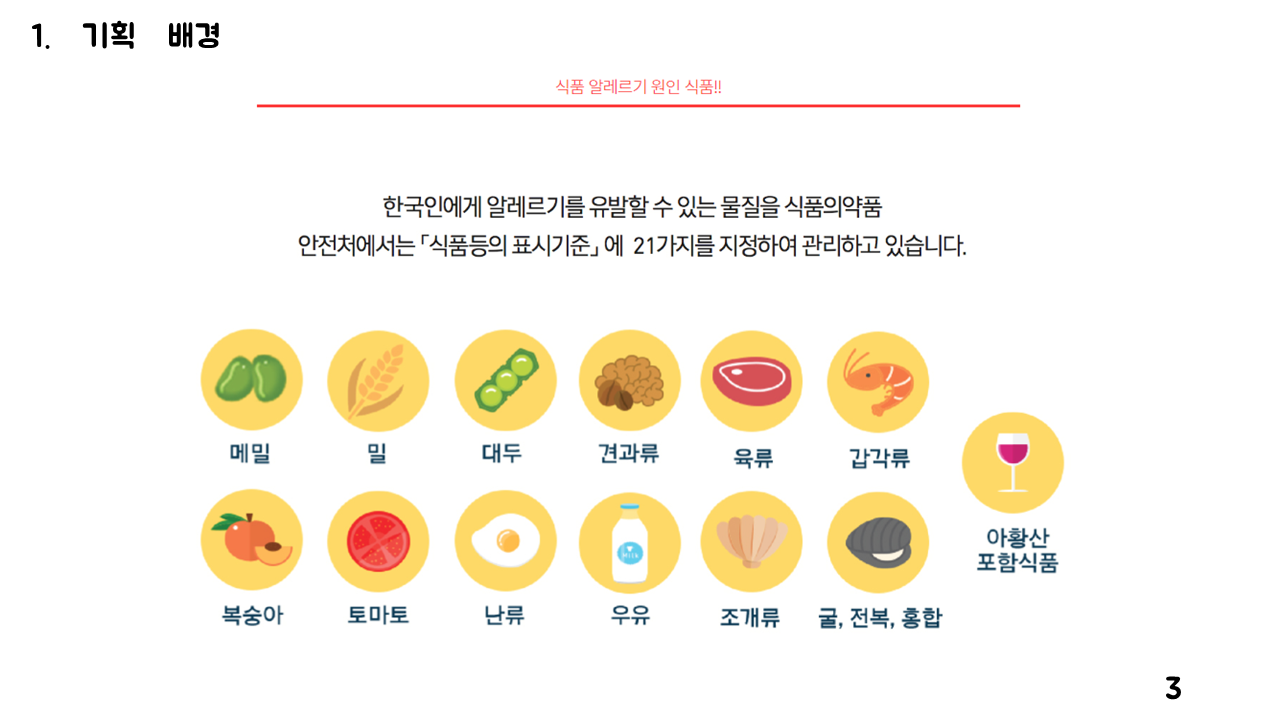 1. 기획 배경
식품 알레르기 원인 식품!!
한국인에게 알레르기를 유발할 수 있는 물질을 식품의약품
안전처에서는 「식품등의 표시기준」에 21가지를 지정하여 관리하고 있습니다.
메밀
밀
대두
견과류
육류
갑각류
아황산
포함식품
복숭아
토마토
난류
Milk
우유
조개류
굴, 전복, 홍합
3